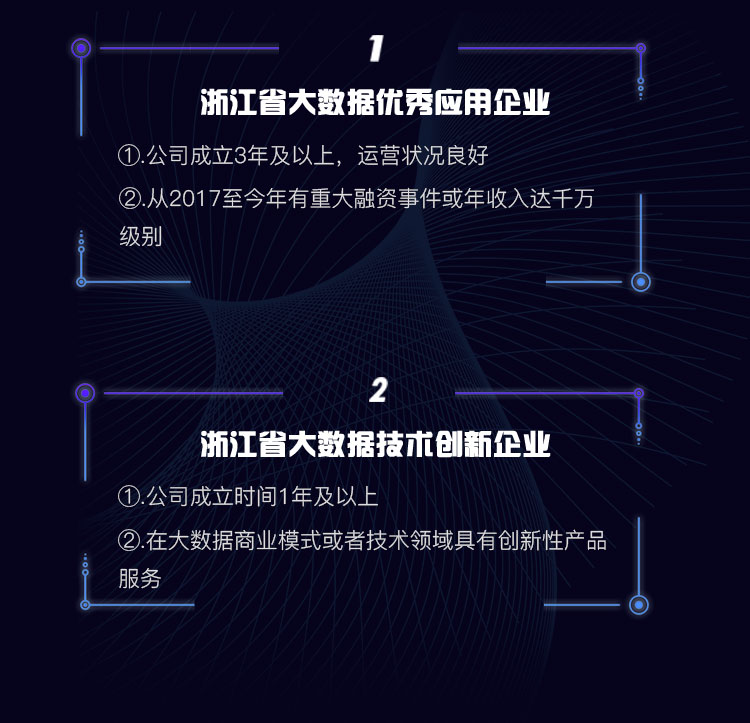 1
浙江省大数据优秀应用企业
①.公司成立3年及以上，运营状况良好
②.从2017至今年有重大融资事件或年收入达千万
级别
2
浙江省大数据技术创新企业
①.公司成立时间1年及以上
②.在大数据商业模式或者技术领域具有创新性产品
服务